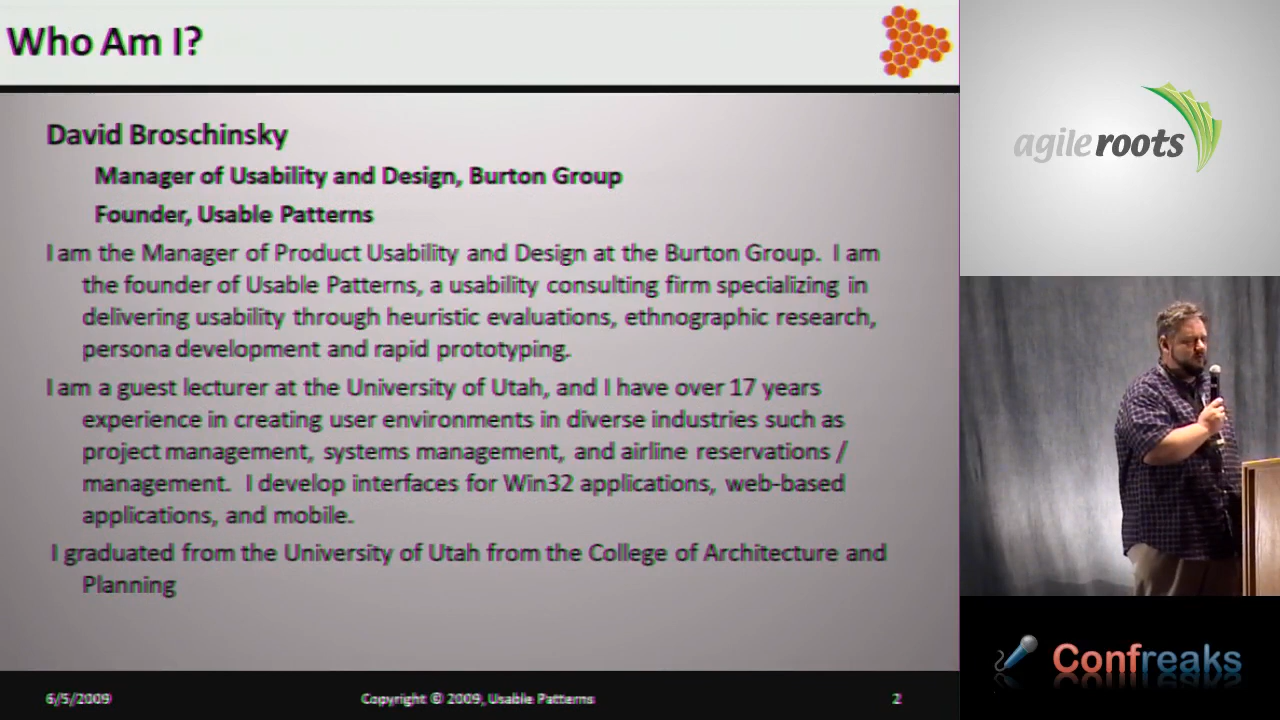 Who Am I?
David Broschinsky
Manager of Usability and Design, Burton Group
Founder, Usable Patterns
I am the Manager of Product Usability and Design at the Burton Group. I am
the founder of Usable Patterns, a usability consulting firm specializing in
delivering usability through heuristic evaluations, ethnographic research,
persona development and rapid prototyping.
I am a guest lecturer at the University of Utah, and I have over 17 years
experience in creating user environments in diverse industries such as
project management, systems management, and airline reservations /
management. I develop interfaces for Win32 applications, web-based
applications, and mobile.
I graduated from the University of Utah from the College of Architecture and
Planning
6/5/2009
Copyright © 2009, Usable Patterns
2
agile roots
Confreaks